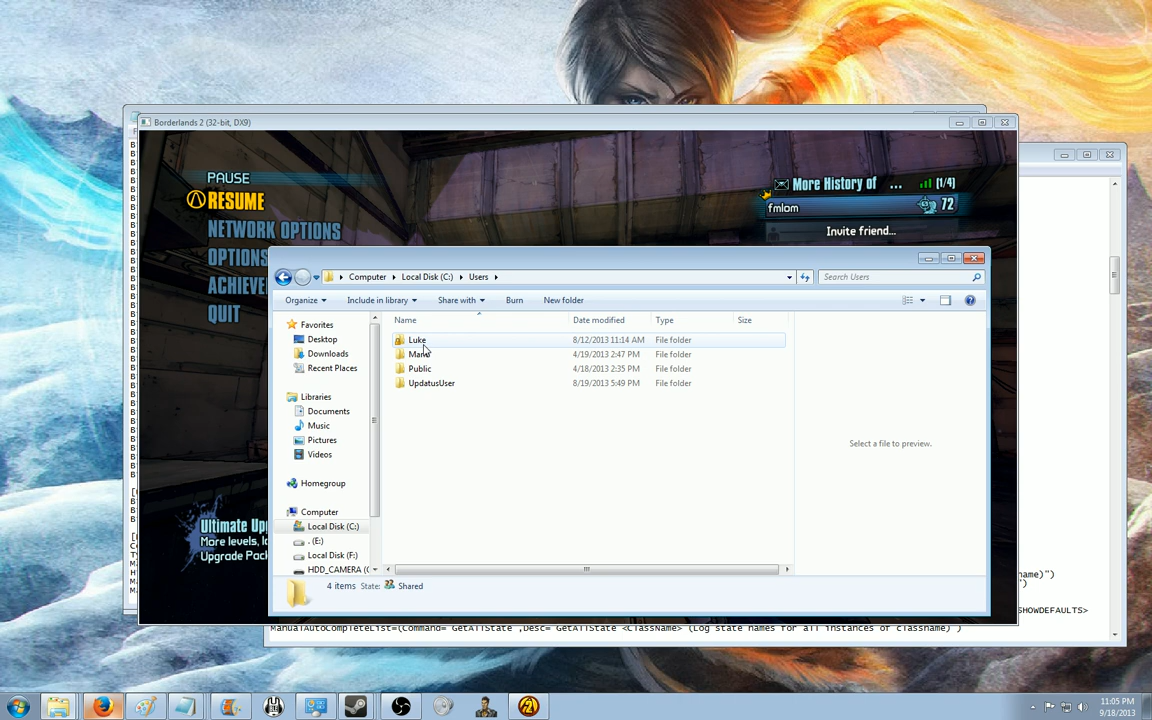 Borderlands 2 (32-bit, DX9)
PAUSE
RESUME
NETWORK OPTIONS
OPTIONS
ACHIEVE
QUIT
More History of ... (1/4)
fmlom 72
Invite friend...
Ultimate Up
More levels, lo
Upgrade Pack
Computer Local Disk (C:) Users
Search Users
Organize Include in library Share with Burn New folder
Name Date modified Type Size
Favorites
Desktop
Downloads
Recent Places
Libraries
Documents
Music
Pictures
Videos
Homegroup
Computer
Local Disk (C:)
. (E:)
Local Disk (F:)
HDD_CAMERA (
Luke 8/12/2013 11:14 AM File folder
4/19/2013 2:47 PM File folder
Public 4/18/2013 2:35 PM File folder
UpdatusUser 8/19/2013 5:49 PM File folder
Select a file to preview.
4 items State: Shared
name)")
")
SHOWDEFAULTS>
ManualAutoCompleteList=(Command="GetAllState",Desc="GetAllState <ClassName> (Log state names for all instances of classname)")
11:05 PM
9/18/2013